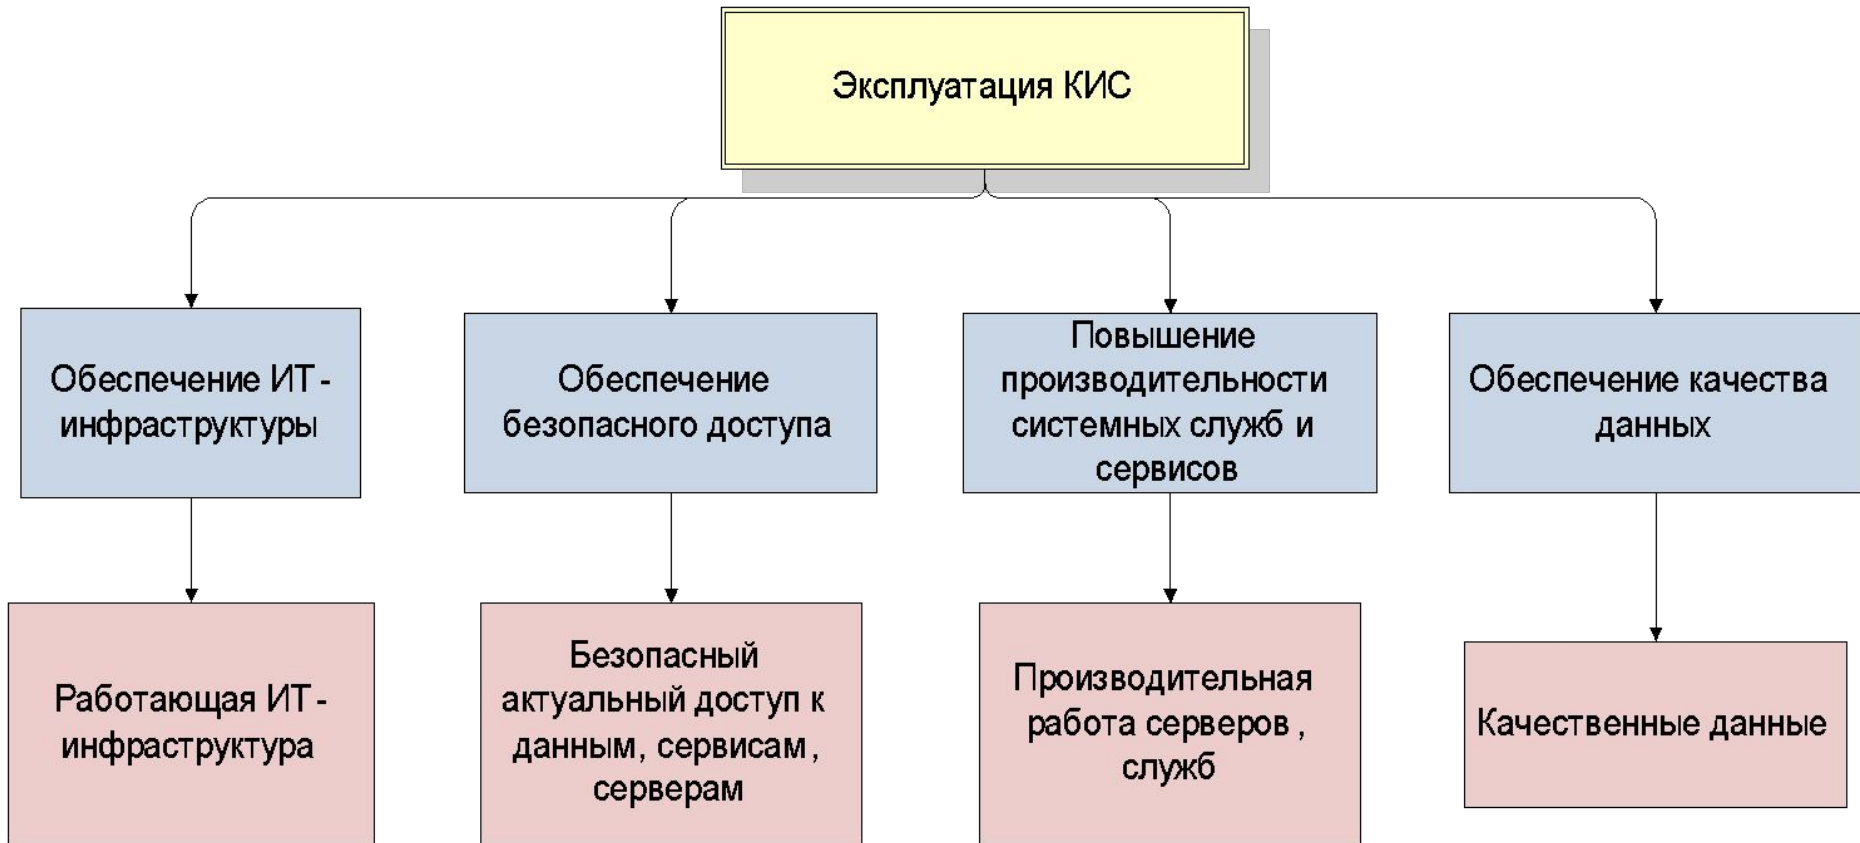 Эксплуатация КИС
Обеспечение ИТ -
инфраструктуры
Обеспечение
безопасного доступа
Повышение
производительности
системных служб и
сервисов
Обеспечение качества
данных
Работающая ИТ -
инфраструктура
Безопасный
актуальный доступ к
данным, сервисам ,
серверам
Производительная
работа серверов ,
служб
Качественные данные